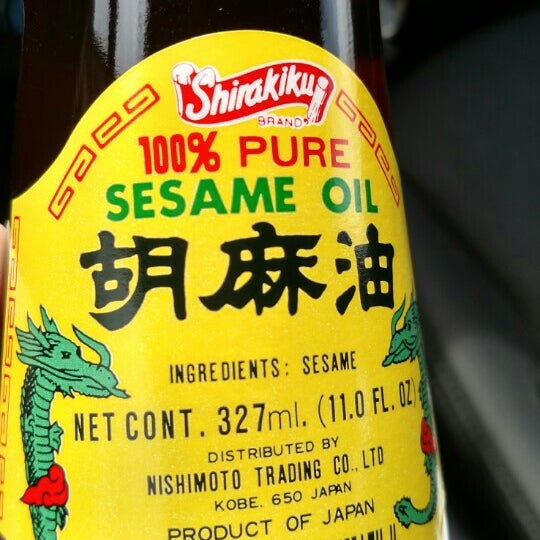 Shirakiku
BRAND
100% PURE
SESAME OIL
胡麻油
INGREDIENTS: SESAME
NET CONT. 327ml. (11.0 FL. OZ)
DISTRIBUTED BY
NISHIMOTO TRADING CO., LTD
KOBE. 650 JAPAN
PRODUCT OF JAPAN